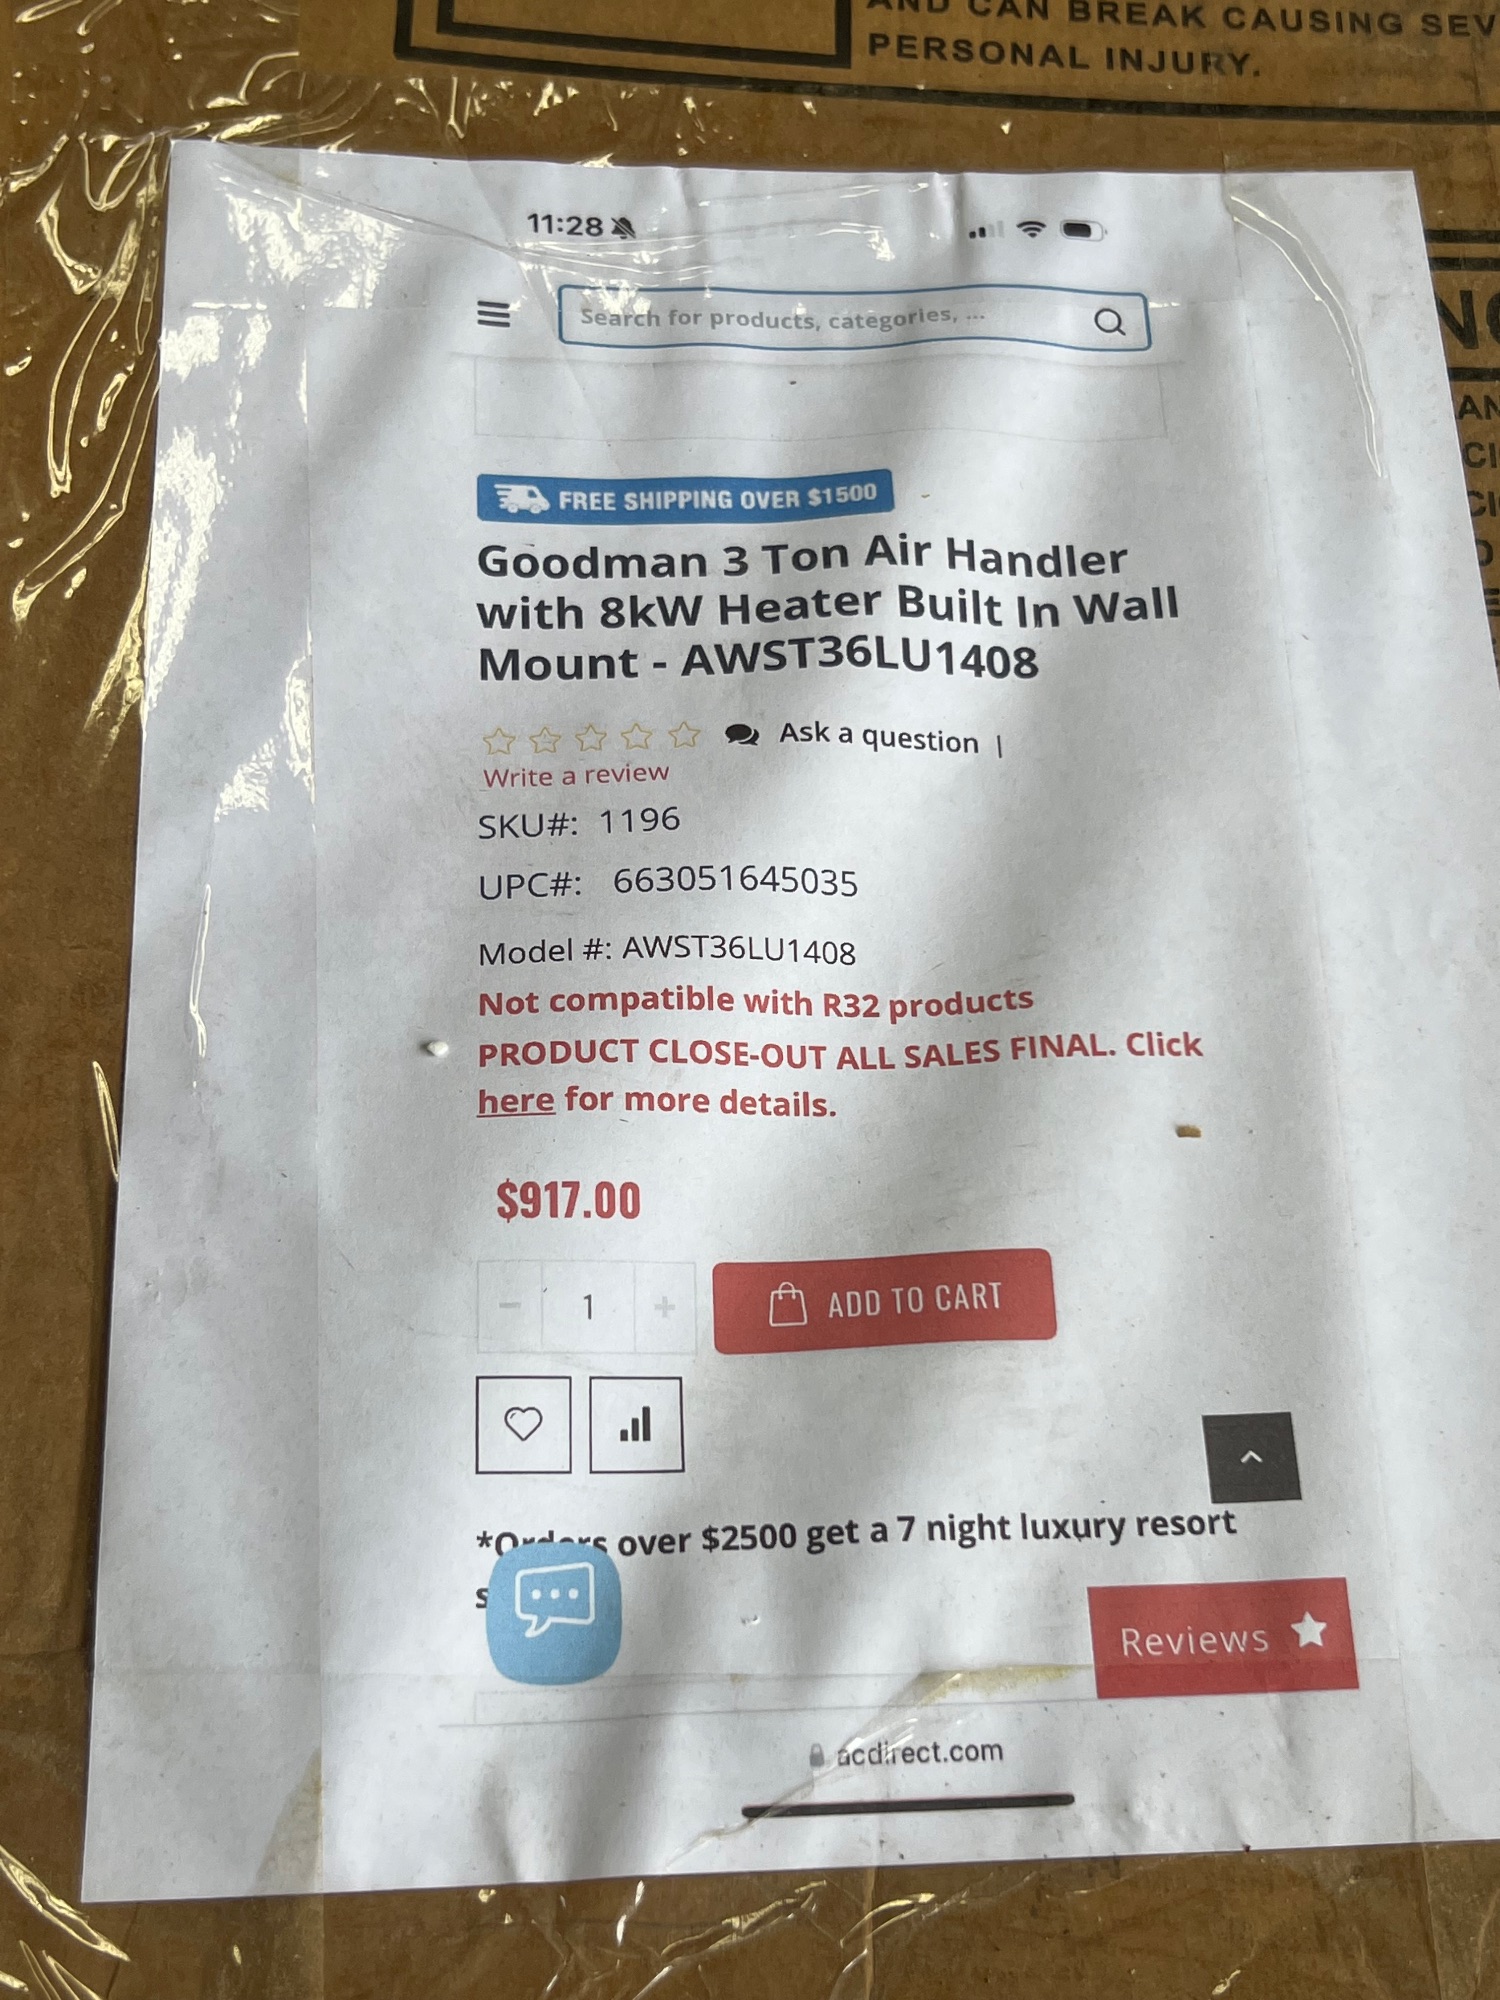 AND CAN BREAK CAUSING SEV
PERSONAL INJURY.
11:28
Search for products, categories, ...
FREE SHIPPING OVER $1500
Goodman 3 Ton Air Handler
with 8kW Heater Built In Wall
Mount - AWST36LU1408
Ask a question |
Write a review
SKU#: 1196
UPC#: 663051645035
Model #: AWST36LU1408
Not compatible with R32 products
PRODUCT CLOSE-OUT ALL SALES FINAL. Click
here for more details.
$917.00
− 1 +
ADD TO CART
*Orders over $2500 get a 7 night luxury resort
s
Reviews
acdirect.com